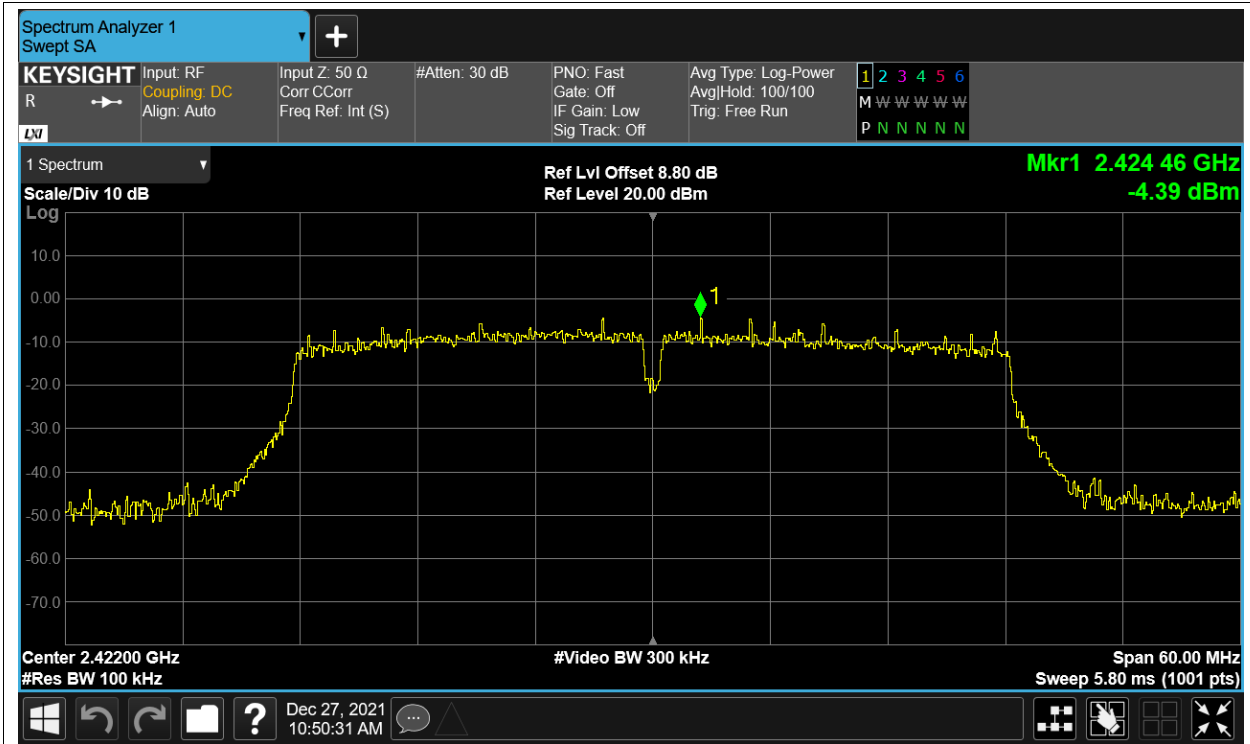 Spectrum Analyzer 1
Swept SA
KEYSIGHT
R
LXI
Input: RF
Coupling: DC
Align: Auto
Input Z: 50 Ω
Corr CCorr
Freq Ref: Int (S)
#Atten: 30 dB
PNO: Fast
Gate: Off
IF Gain: Low
Sig Track: Off
Avg Type: Log-Power
Avg|Hold: 100/100
Trig: Free Run
1 2 3 4 5 6
M W W W W W
P N N N N N
1 Spectrum
Scale/Div 10 dB
Log
Ref Lvl Offset 8.80 dB
Ref Level 20.00 dBm
Mkr1 2.424 46 GHz
-4.39 dBm
10.0
0.00
1
-10.0
-20.0
-30.0
-40.0
-50.0
-60.0
-70.0
Center 2.42200 GHz
#Res BW 100 kHz
#Video BW 300 kHz
Span 60.00 MHz
Sweep 5.80 ms (1001 pts)
?
Dec 27, 2021
10:50:31 AM